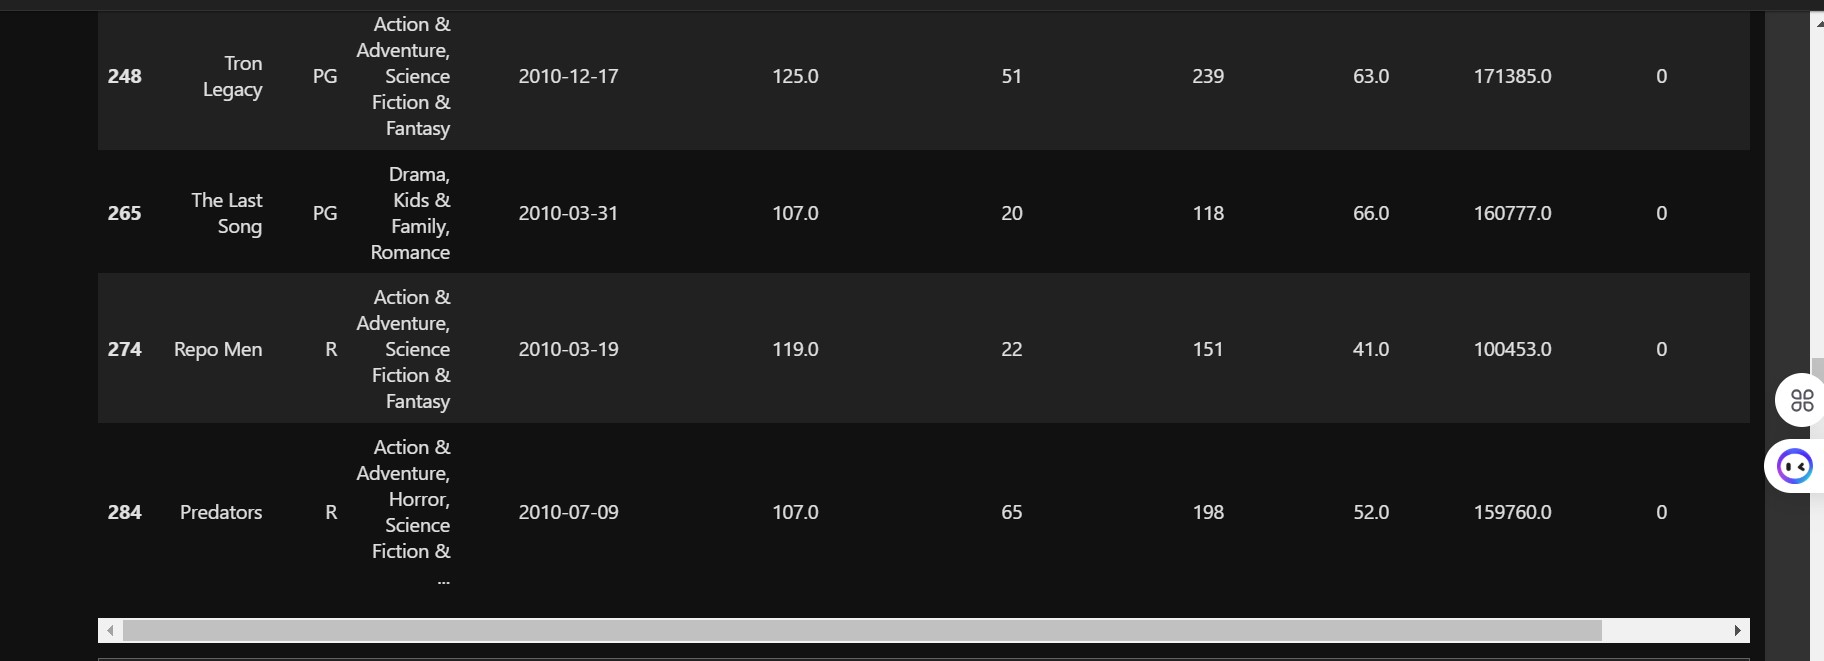 248 Tron Legacy PG Action & Adventure, Science Fiction & Fantasy 2010-12-17 125.0 51 239 63.0 171385.0 0
265 The Last Song PG Drama, Kids & Family, Romance 2010-03-31 107.0 20 118 66.0 160777.0 0
274 Repo Men R Action & Adventure, Science Fiction & Fantasy 2010-03-19 119.0 22 151 41.0 100453.0 0
284 Predators R Action & Adventure, Horror, Science Fiction & ... 2010-07-09 107.0 65 198 52.0 159760.0 0